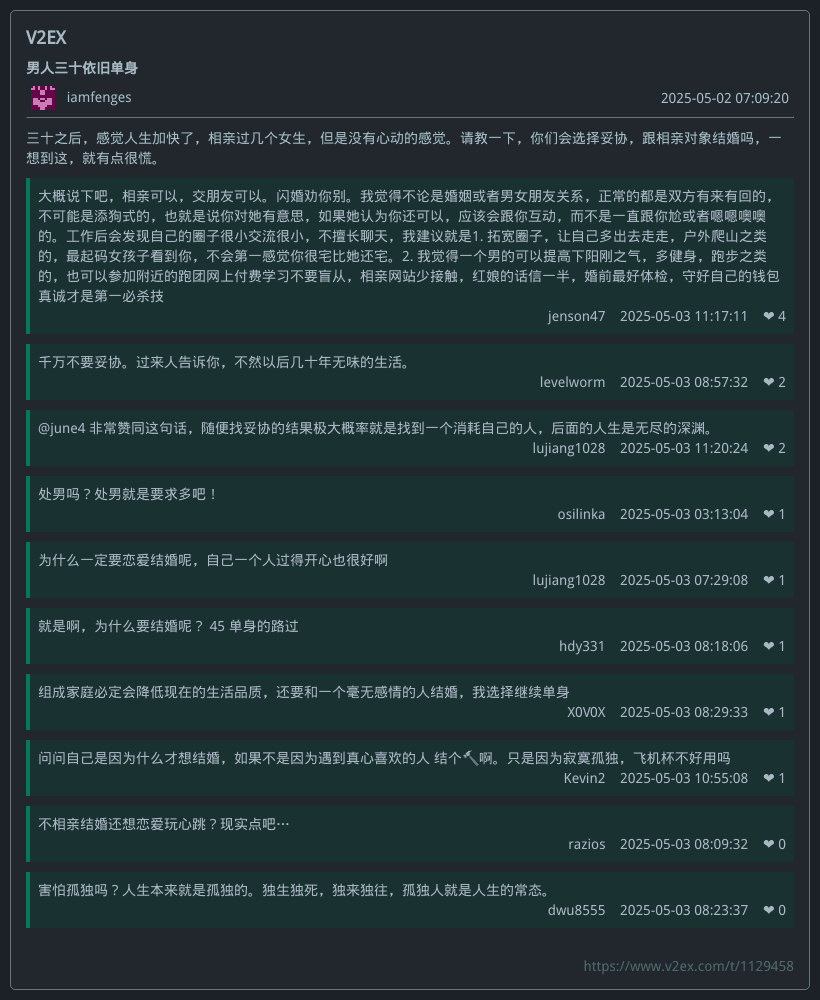 V2EX
男人三十依旧单身
iamfenges
2025-05-02 07:09:20
三十之后，感觉人生加快了，相亲过几个女生，但是没有心动的感觉。请教一下，你们会选择妥协，跟相亲对象结婚吗，一
想到这，就有点很慌。
大概说下吧，相亲可以，交朋友可以。闪婚劝你别。我觉得不论是婚姻或者男女朋友关系，正常的都是双方有来有回的，
不可能是添狗式的，也就是说你对她有意思，如果她认为你还可以，应该会跟你互动，而不是一直跟你尬或者嗯嗯噢噢
的。工作后会发现自己的圈子很小交流很小，不擅长聊天，我建议就是1. 拓宽圈子，让自己多出去走走，户外爬山之类
的，最起码女孩子看到你，不会第一感觉你很宅比她还宅。2. 我觉得一个男的可以提高下阳刚之气，多健身，跑步之类
的，也可以参加附近的跑团网上付费学习不要盲从，相亲网站少接触，红娘的话信一半，婚前最好体检，守好自己的钱包
真诚才是第一必杀技
jenson47 2025-05-03 11:17:11 ❤ 4
千万不要妥协。过来人告诉你，不然以后几十年无味的生活。
levelworm 2025-05-03 08:57:32 ❤ 2
@june4 非常赞同这句话，随便找妥协的结果极大概率就是找到一个消耗自己的人，后面的人生是无尽的深渊。
lujiang1028 2025-05-03 11:20:24 ❤ 2
处男吗？处男就是要求多吧！
osilinka 2025-05-03 03:13:04 ❤ 1
为什么一定要恋爱结婚呢，自己一个人过得开心也很好啊
lujiang1028 2025-05-03 07:29:08 ❤ 1
就是啊，为什么要结婚呢？ 45 单身的路过
hdy331 2025-05-03 08:18:06 ❤ 1
组成家庭必定会降低现在的生活品质，还要和一个毫无感情的人结婚，我选择继续单身
X0V0X 2025-05-03 08:29:33 ❤ 1
问问自己是因为什么才想结婚，如果不是因为遇到真心喜欢的人 结个🔨啊。只是因为寂寞孤独，飞机杯不好用吗
Kevin2 2025-05-03 10:55:08 ❤ 1
不相亲结婚还想恋爱玩心跳？现实点吧…
razios 2025-05-03 08:09:32 ❤ 0
害怕孤独吗？人生本来就是孤独的。独生独死，独来独往，孤独人就是人生的常态。
dwu8555 2025-05-03 08:23:37 ❤ 0
https://www.v2ex.com/t/1129458